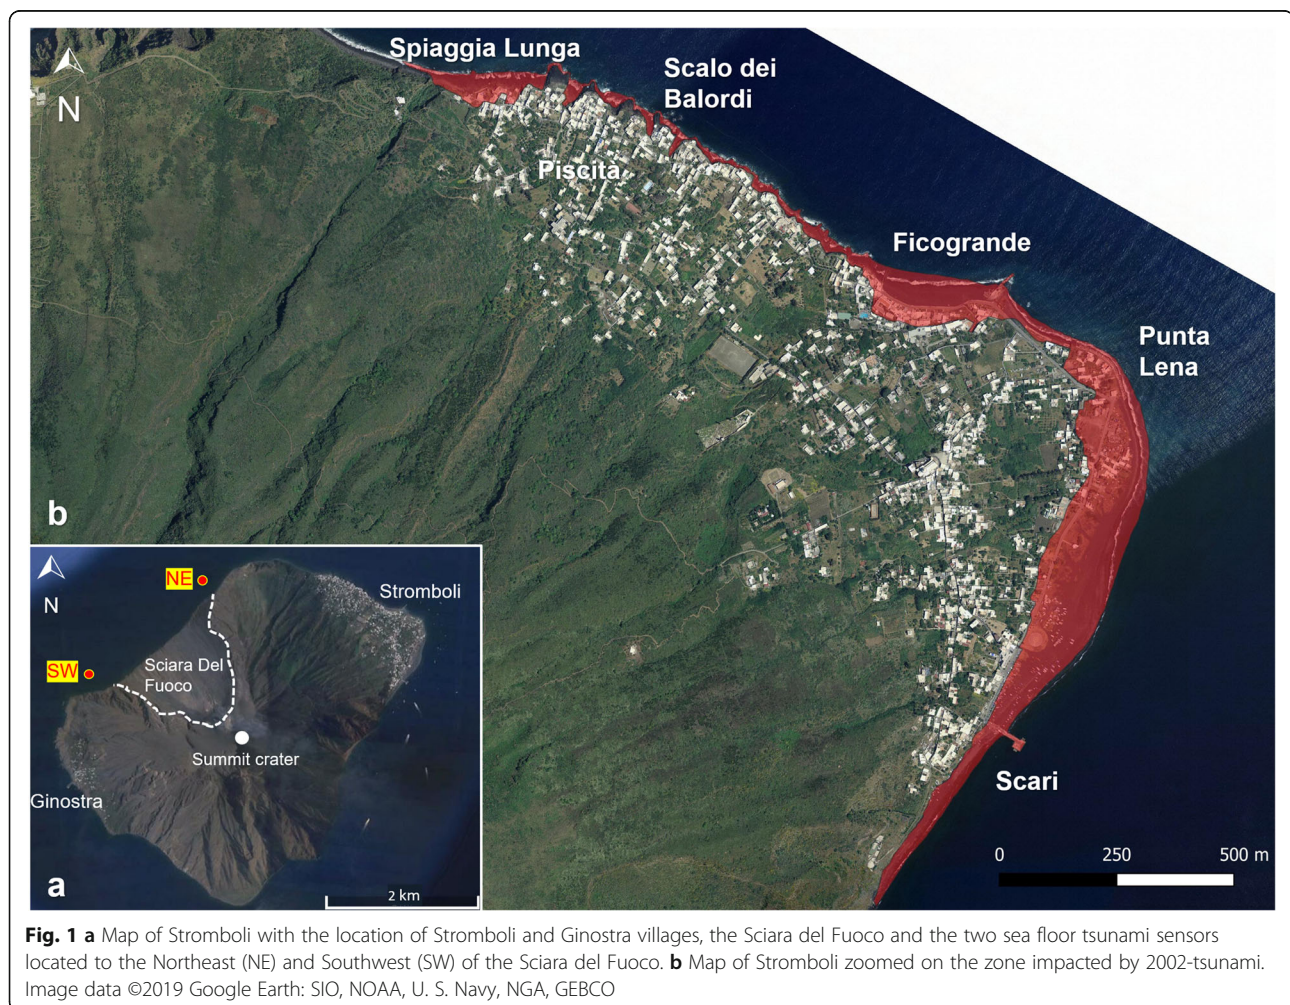 Spiaggia Lunga
Scalo dei
Balordi
N
Piscità
Ficogrande
Punta
Lena
b
N
NE
Stromboli
SW
Sciara Del
Fuoco
Summit crater
Ginostra
Scari
0 250 500 m
a
2 km
Fig. 1 a Map of Stromboli with the location of Stromboli and Ginostra villages, the Sciara del Fuoco and the two sea floor tsunami sensors
located to the Northeast (NE) and Southwest (SW) of the Sciara del Fuoco. b Map of Stromboli zoomed on the zone impacted by 2002-tsunami.
Image data ©2019 Google Earth: SIO, NOAA, U. S. Navy, NGA, GEBCO